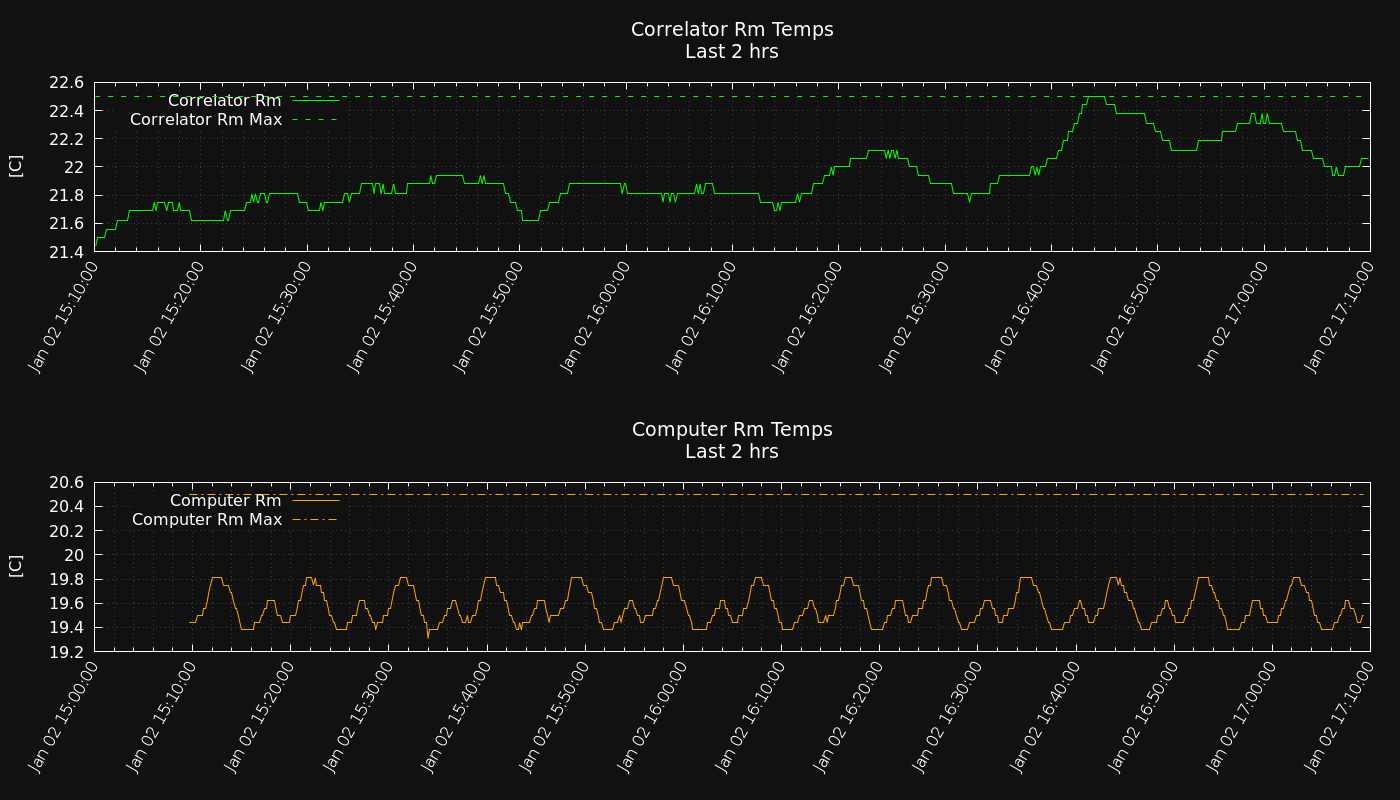 Correlator Rm Temps
Last 2 hrs
22.6
22.4
22.2
22
21.8
21.6
21.4
[C]
Correlator Rm
Correlator Rm Max
Jan 02 15:10:00
Jan 02 15:20:00
Jan 02 15:30:00
Jan 02 15:40:00
Jan 02 15:50:00
Jan 02 16:00:00
Jan 02 16:10:00
Jan 02 16:20:00
Jan 02 16:30:00
Jan 02 16:40:00
Jan 02 16:50:00
Jan 02 17:00:00
Jan 02 17:10:00
Computer Rm Temps
Last 2 hrs
20.6
20.4
20.2
20
19.8
19.6
19.4
19.2
[C]
Computer Rm
Computer Rm Max
Jan 02 15:00:00
Jan 02 15:10:00
Jan 02 15:20:00
Jan 02 15:30:00
Jan 02 15:40:00
Jan 02 15:50:00
Jan 02 16:00:00
Jan 02 16:10:00
Jan 02 16:20:00
Jan 02 16:30:00
Jan 02 16:40:00
Jan 02 16:50:00
Jan 02 17:00:00
Jan 02 17:10:00